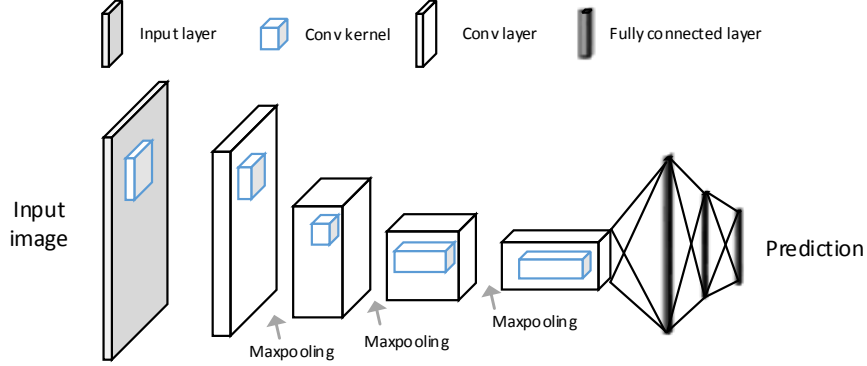 Input layer
Conv kernel
Conv layer
Fully connected layer
Input
image
Prediction
Maxpooling
Maxpooling
Maxpooling